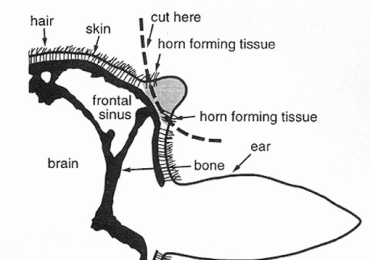 cut here
hair
skin
horn forming tissue
frontal
sinus
horn forming tissue
ear
brain
bone